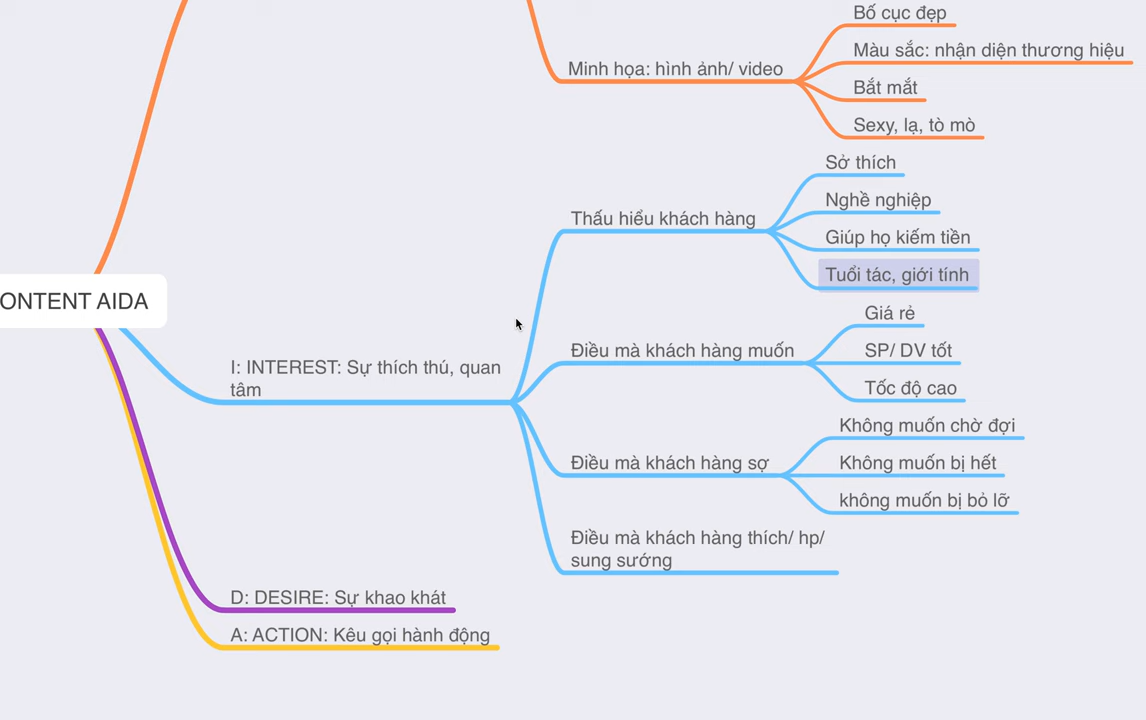 Bố cục đẹp
Minh họa: hình ảnh/ video
Màu sắc: nhận diện thương hiệu
Bắt mắt
Sexy, lạ, tò mò
ONTENT AIDA
I: INTEREST: Sự thích thú, quan
tâm
Thấu hiểu khách hàng
Sở thích
Nghề nghiệp
Giúp họ kiếm tiền
Tuổi tác, giới tính
Điều mà khách hàng muốn
Giá rẻ
SP/ DV tốt
Tốc độ cao
Điều mà khách hàng sợ
Không muốn chờ đợi
Không muốn bị hết
không muốn bị bỏ lỡ
Điều mà khách hàng thích/ hp/
sung sướng
D: DESIRE: Sự khao khát
A: ACTION: Kêu gọi hành động